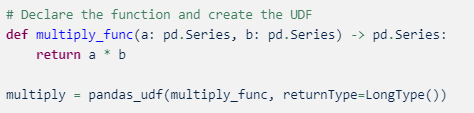 # Declare the function and create the UDF
def multiply_func(a: pd.Series, b: pd.Series) -> pd.Series:
    return a * b
multiply = pandas_udf(multiply_func, returnType=LongType())